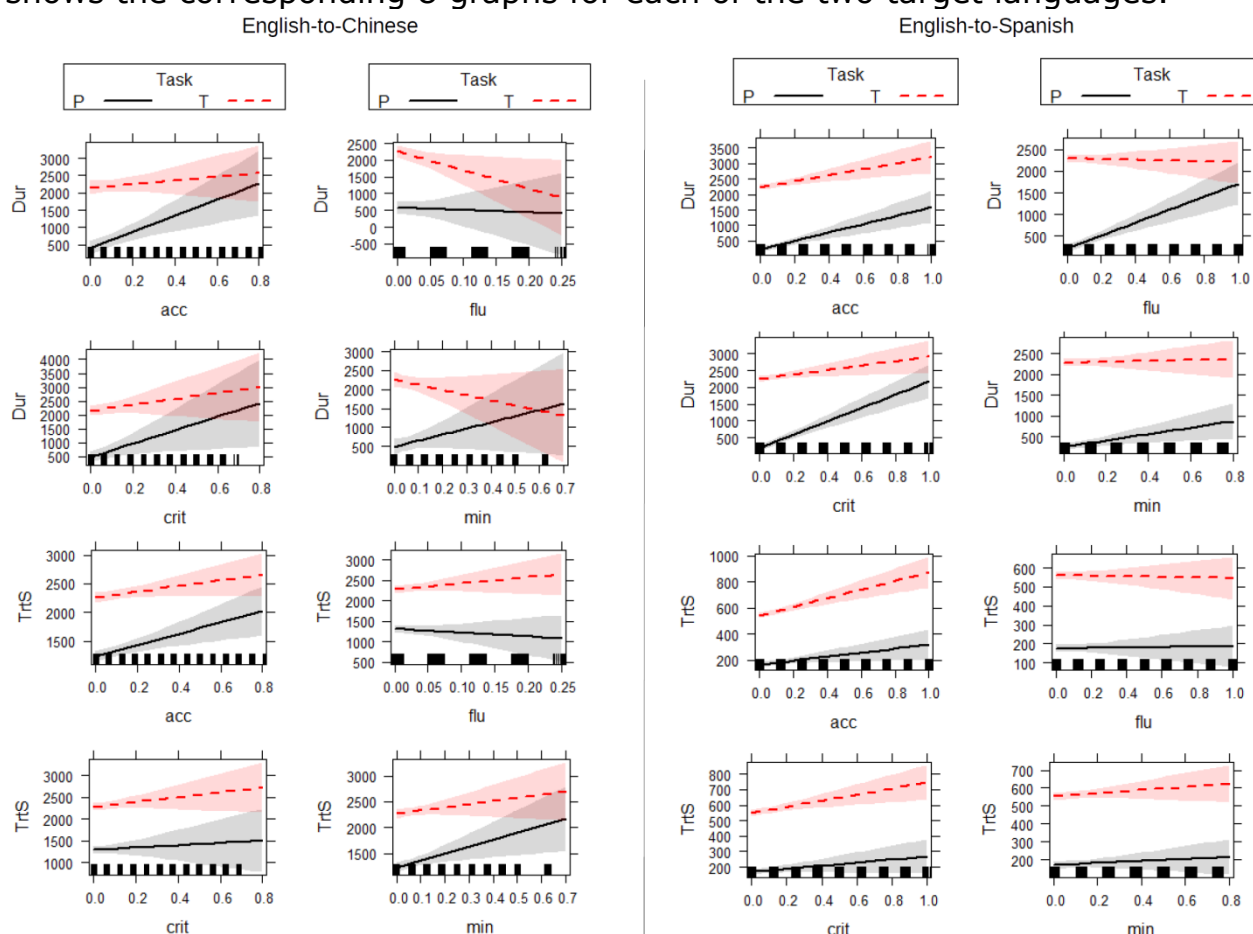 shows the corresponding 8 graphs for each of the two target languages.
English-to-Chinese English-to-Spanish
Task Task Task Task
P T P T P T P T
Dur 3000 2500 2000 1500 1000 500
0.0 0.2 0.4 0.6 0.8
acc
Dur 2500 2000 1500 1000 500 0 -500
0.00 0.05 0.10 0.15 0.20 0.25
flu
Dur 3500 3000 2500 2000 1500 1000 500
0.0 0.2 0.4 0.6 0.8 1.0
acc
Dur 2500 2000 1500 1000 500
0.0 0.2 0.4 0.6 0.8 1.0
flu
Dur 4000 3500 3000 2500 2000 1500 1000 500
0.0 0.2 0.4 0.6 0.8
crit
Dur 3000 2500 2000 1500 1000 500
0.0 0.1 0.2 0.3 0.4 0.5 0.6 0.7
min
Dur 3000 2500 2000 1500 1000 500
0.0 0.2 0.4 0.6 0.8 1.0
crit
Dur 2500 2000 1500 1000 500
0.0 0.2 0.4 0.6 0.8
min
TrtS 3000 2500 2000 1500
0.0 0.2 0.4 0.6 0.8
acc
TrtS 3000 2500 2000 1500 1000 500
0.00 0.05 0.10 0.15 0.20 0.25
flu
TrtS 1000 800 600 400 200
0.0 0.2 0.4 0.6 0.8 1.0
acc
TrtS 600 500 400 300 200 100
0.0 0.2 0.4 0.6 0.8 1.0
flu
TrtS 3000 2500 2000 1500 1000
0.0 0.2 0.4 0.6 0.8
crit
TrtS 3000 2500 2000 1500
0.0 0.1 0.2 0.3 0.4 0.5 0.6 0.7
min
TrtS 800 700 600 500 400 300 200
0.0 0.2 0.4 0.6 0.8 1.0
crit
TrtS 700 600 500 400 300 200
0.0 0.2 0.4 0.6 0.8
min